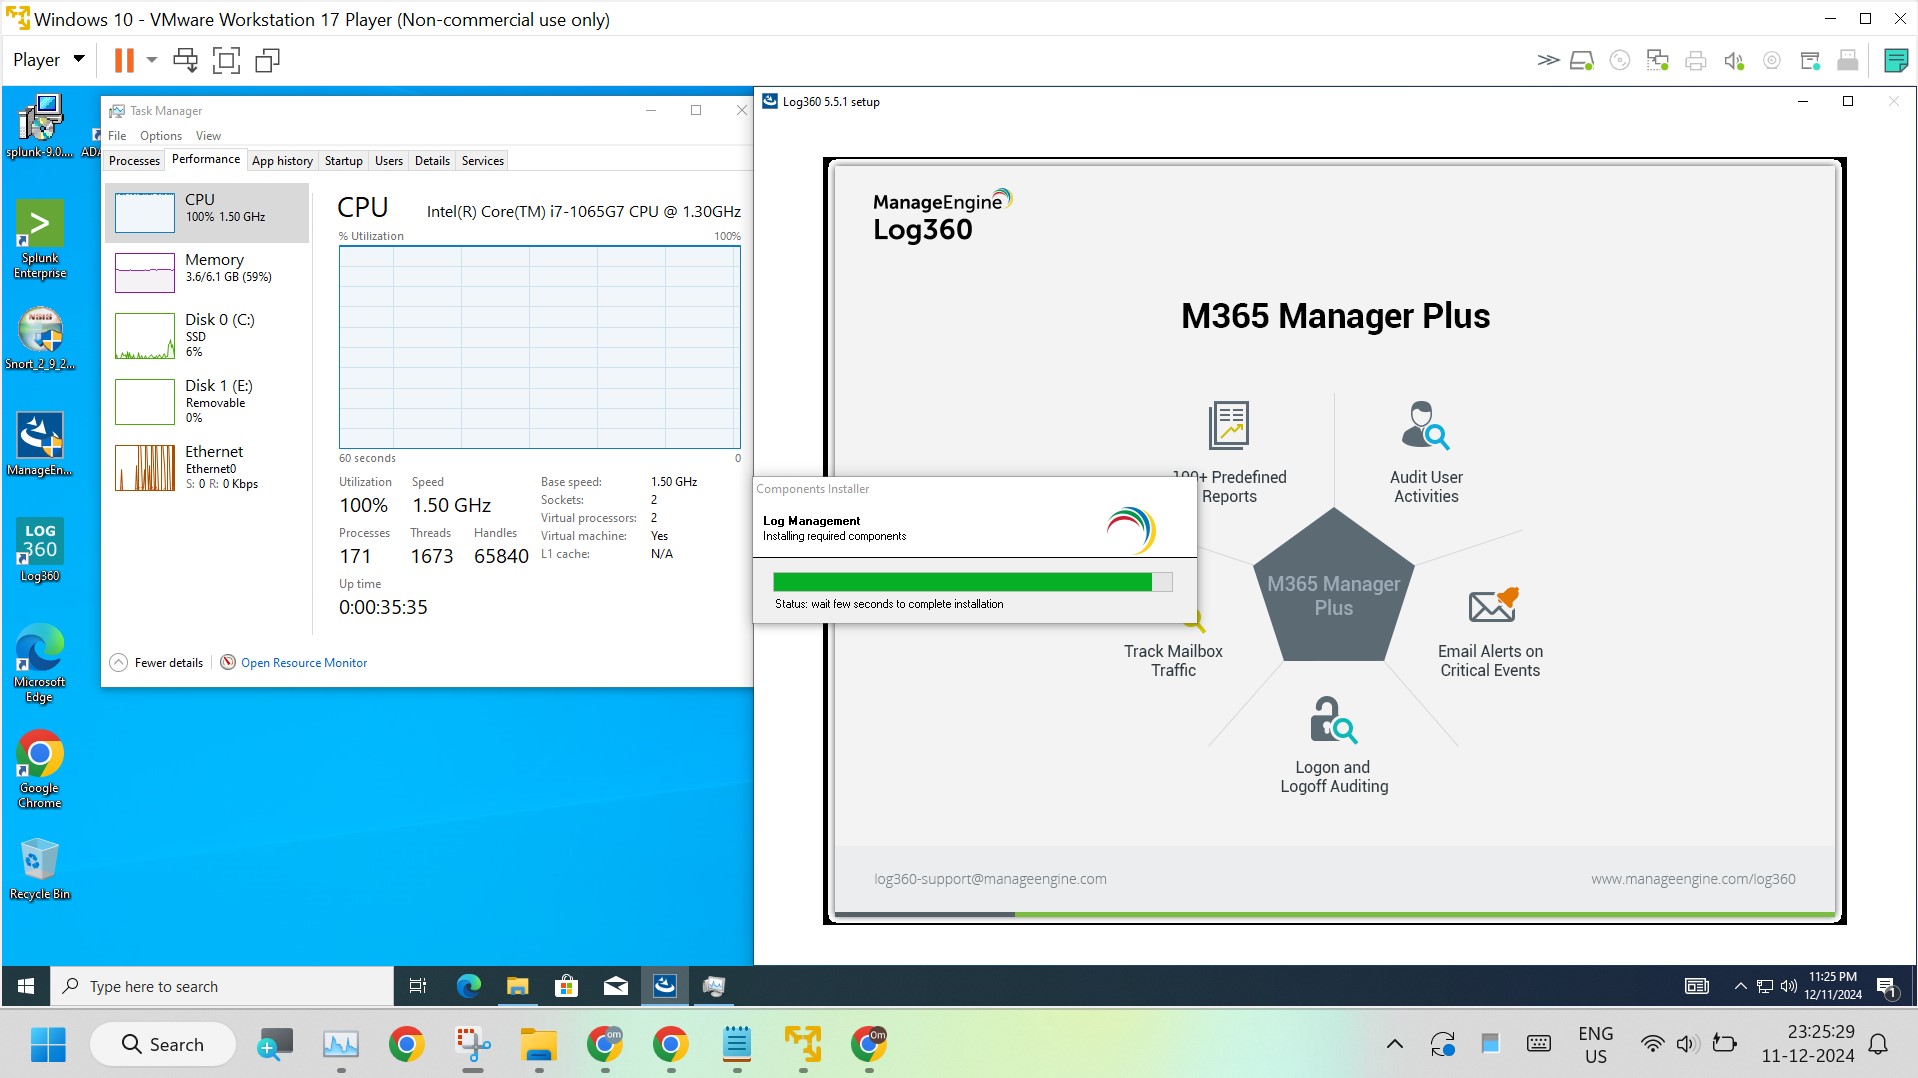 Windows 10 - VMware Workstation 17 Player (Non-commercial use only)
Player
splunk-9.0....
ADA
Splunk
Enterprise
Snort_2_9_2...
ManageEn...
LOG
360
Log360
Microsoft
Edge
Google
Chrome
Recycle Bin
Task Manager
File Options View
Processes Performance App history Startup Users Details Services
CPU
100% 1.50 GHz
Memory
3.6/6.1 GB (59%)
Disk 0 (C:)
SSD
6%
Disk 1 (E:)
Removable
0%
Ethernet
Ethernet0
S: 0 R: 0 Kbps
CPU Intel(R) Core(TM) i7-1065G7 CPU @ 1.30GHz
% Utilization 100%
60 seconds 0
Utilization Speed
100% 1.50 GHz
Processes Threads Handles
171 1673 65840
Up time
0:00:35:35
Base speed: 1.50 GHz
Sockets: 2
Virtual processors: 2
Virtual machine: Yes
L1 cache: N/A
Fewer details Open Resource Monitor
Log360 5.5.1 setup
ManageEngine
Log360
M365 Manager Plus
100+ Predefined
Reports
Audit User
Activities
M365 Manager
Plus
Track Mailbox
Traffic
Email Alerts on
Critical Events
Logon and
Logoff Auditing
log360-support@manageengine.com www.manageengine.com/log360
Components Installer
Log Management
Installing required components
Status: wait few seconds to complete installation
Type here to search
11:25 PM
12/11/2024
1
Search
om
Om
ENG
US
23:25:29
11-12-2024